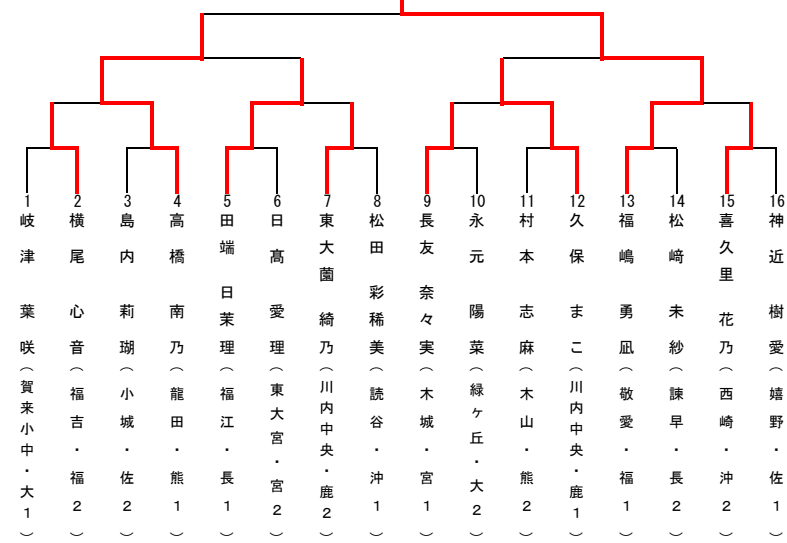 1 岐津 葉咲（賀来小中・大1）
2 横尾 心音（福吉・福2）
3 島内 莉瑚（小城・佐2）
4 高橋 南乃（龍田・熊1）
5 田端 日茉理（福江・長1）
6 日髙 愛理（東大宮・宮2）
7 東大薗 綺乃（川内中央・鹿2）
8 松田 彩稀美（読谷・沖1）
9 長友 奈々実（木城・宮1）
10 永元 陽菜（緑ヶ丘・大2）
11 村本 志麻（木山・熊2）
12 久保 まこ（川内中央・鹿1）
13 福嶋 勇凪（敬愛・福1）
14 松﨑 未紗（諫早・長2）
15 喜久里 花乃（西崎・沖2）
16 神近 樹愛（嬉野・佐1）